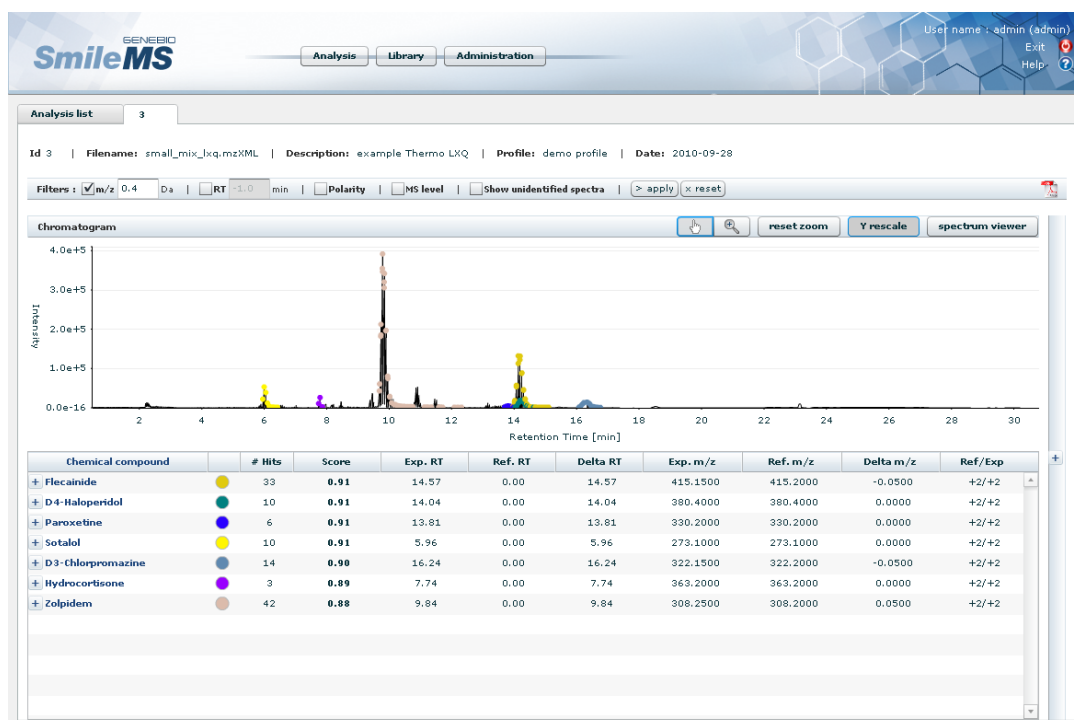 GENEBIO
SmileMS
Analysis Library Administration
User name : admin (admin)
Exit
Help ?
Analysis list 3
Id 3 | Filename: small_mix_lxq.mzXML | Description: example Thermo LXQ | Profile: demo profile | Date: 2010-09-28
Filters : m/z 0.4 Da | RT -1.0 min | Polarity | MS level | Show unidentified spectra | > apply x reset
Chromatogram reset zoom Y rescale spectrum viewer
4.0e+5
3.0e+5
2.0e+5
1.0e+5
0.0e-16
Intensity
2 4 6 8 10 12 14 16 18 20 22 24 26 28 30
Retention Time [min]
Chemical compound # Hits Score Exp. RT Ref. RT Delta RT Exp. m/z Ref. m/z Delta m/z Ref/Exp +
+ Flecainide 33 0.91 14.57 0.00 14.57 415.1500 415.2000 -0.0500 +2/+2
+ D4-Haloperidol 10 0.91 14.04 0.00 14.04 380.4000 380.4000 0.0000 +2/+2
+ Paroxetine 6 0.91 13.81 0.00 13.81 330.2000 330.2000 0.0000 +2/+2
+ Sotalol 10 0.91 5.96 0.00 5.96 273.1000 273.1000 0.0000 +2/+2
+ D3-Chlorpromazine 14 0.90 16.24 0.00 16.24 322.1500 322.2000 -0.0500 +2/+2
+ Hydrocortisone 3 0.89 7.74 0.00 7.74 363.2000 363.2000 0.0000 +2/+2
+ Zolpidem 42 0.88 9.84 0.00 9.84 308.2500 308.2000 0.0500 +2/+2